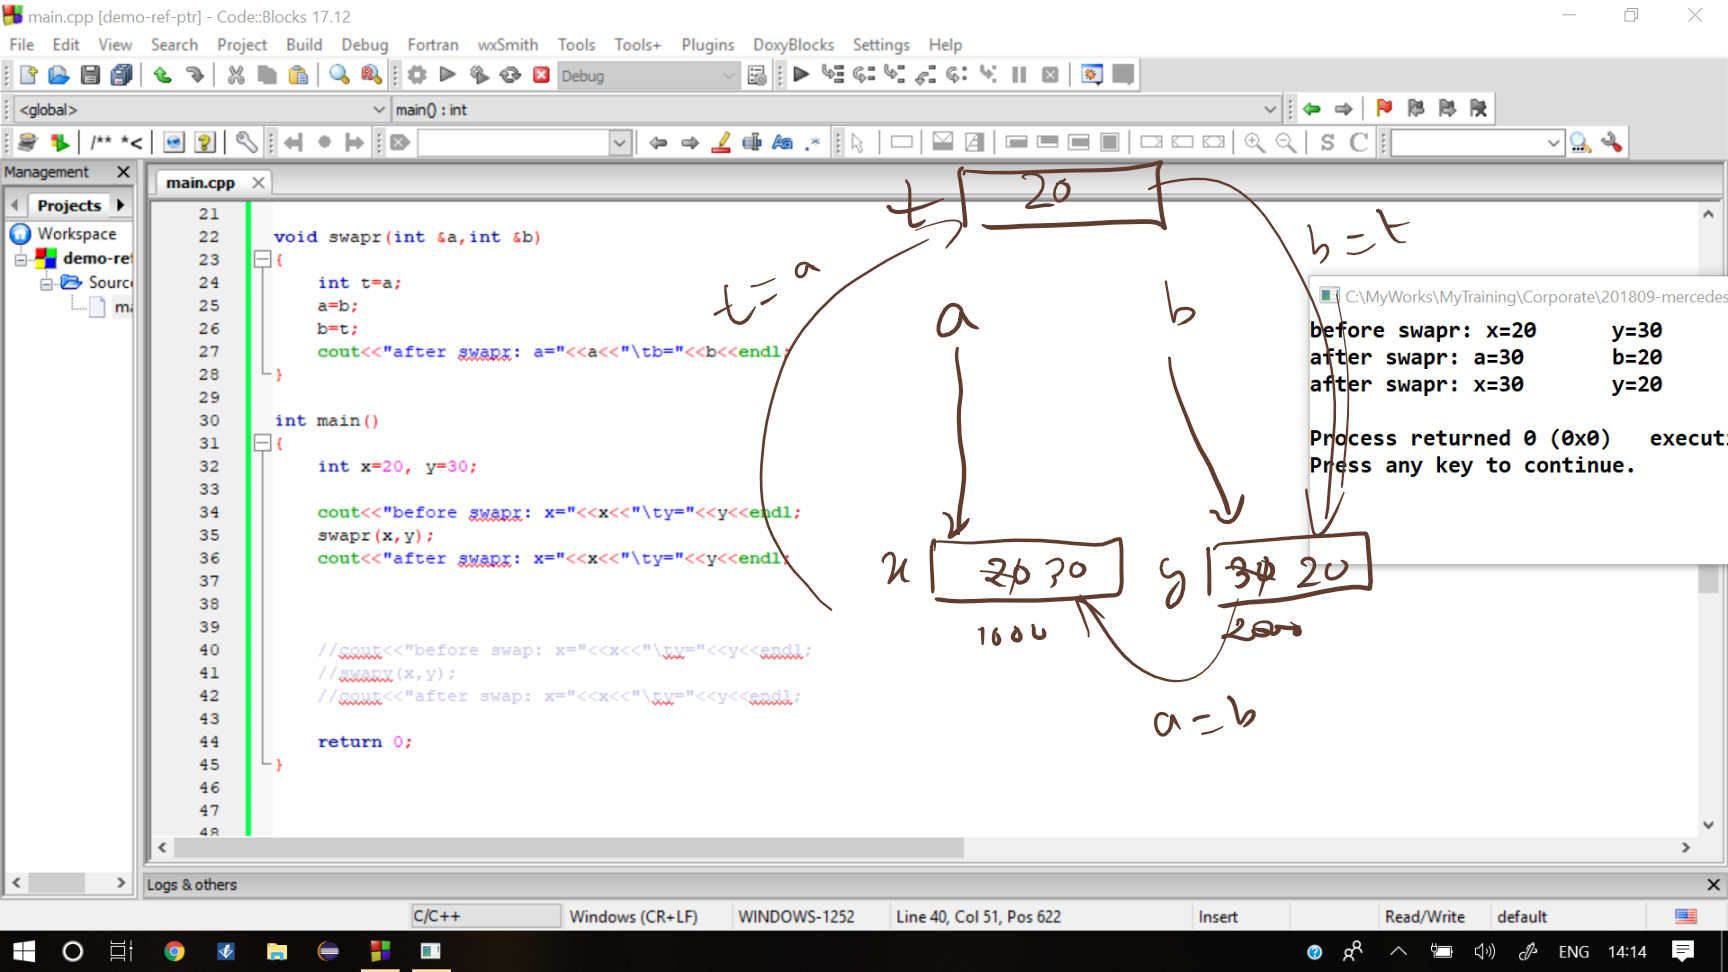 main.cpp [demo-ref-ptr] - Code::Blocks 17.12
File Edit View Search Project Build Debug Fortran wxSmith Tools Tools+ Plugins DoxyBlocks Settings Help
Debug
<global> main() : int
/** *<
Aa .* S C
Management
main.cpp
Projects
Workspace
demo-ref
Sourc
ma
21
22 void swapr(int &a,int &b)
23 {
24 int t=a;
25 a=b;
26 b=t;
27 cout<<"after swapr: a="<<a<<"\tb="<<b<<endl;
28 }
29
30 int main()
31 {
32 int x=20, y=30;
33
34 cout<<"before swapr: x="<<x<<"\ty="<<y<<endl;
35 swapr(x,y);
36 cout<<"after swapr: x="<<x<<"\ty="<<y<<endl;
37
38
39
40 //cout<<"before swap: x="<<x<<"\ty="<<y<<endl;
41 //swapv(x,y);
42 //cout<<"after swap: x="<<x<<"\ty="<<y<<endl;
43
44 return 0;
45 }
46
47
48
t 20
t=a
b=t
a b
x 20 30 y 30 20
1000 2000
a=b
C:\MyWorks\MyTraining\Corporate\201809-mercedes
before swapr: x=20 y=30
after swapr: a=30 b=20
after swapr: x=30 y=20
Process returned 0 (0x0) executi
Press any key to continue.
Logs & others
C/C++ Windows (CR+LF) WINDOWS-1252 Line 40, Col 51, Pos 622 Insert Read/Write default
ENG 14:14